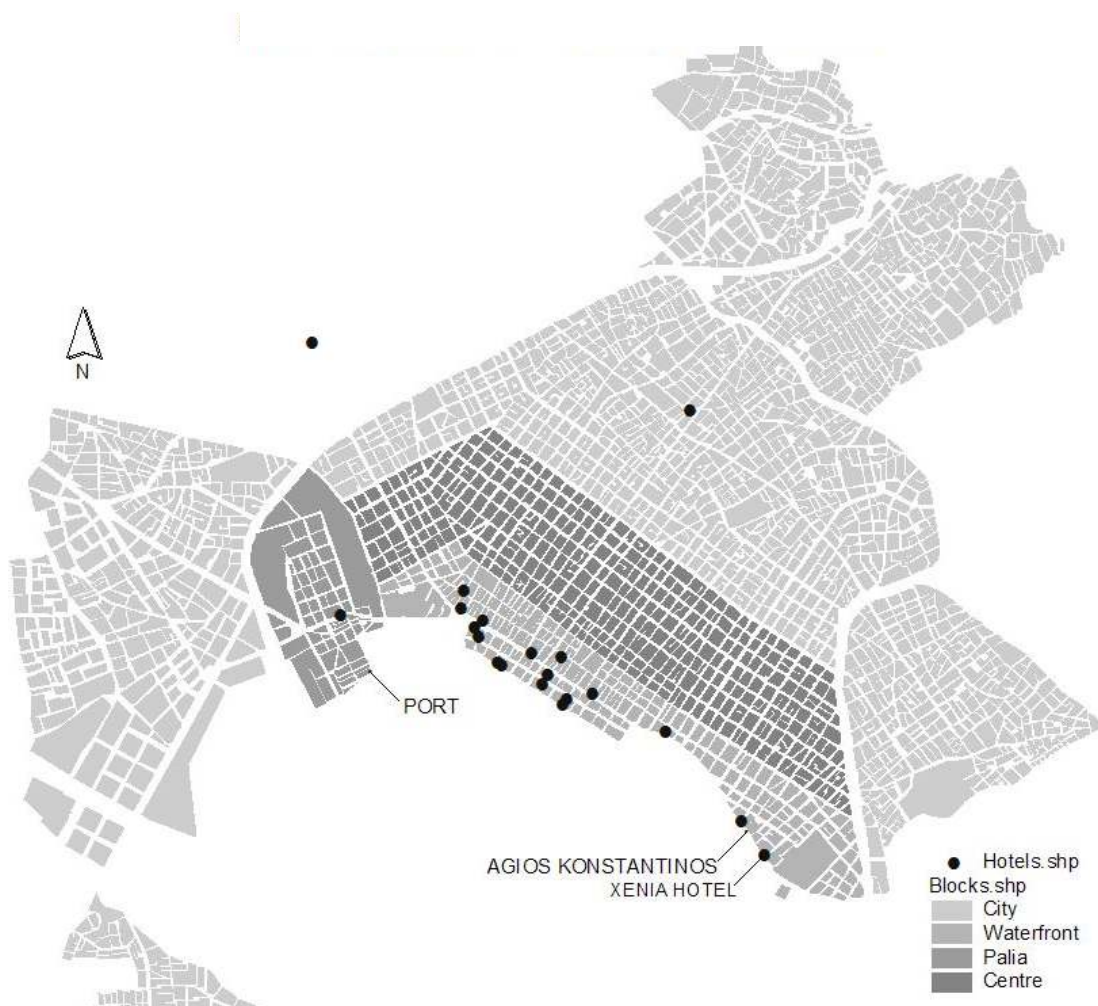 N
PORT
AGIOS KONSTANTINOS
XENIA HOTEL
Hotels.shp
Blocks.shp
City
Waterfront
Palia
Centre